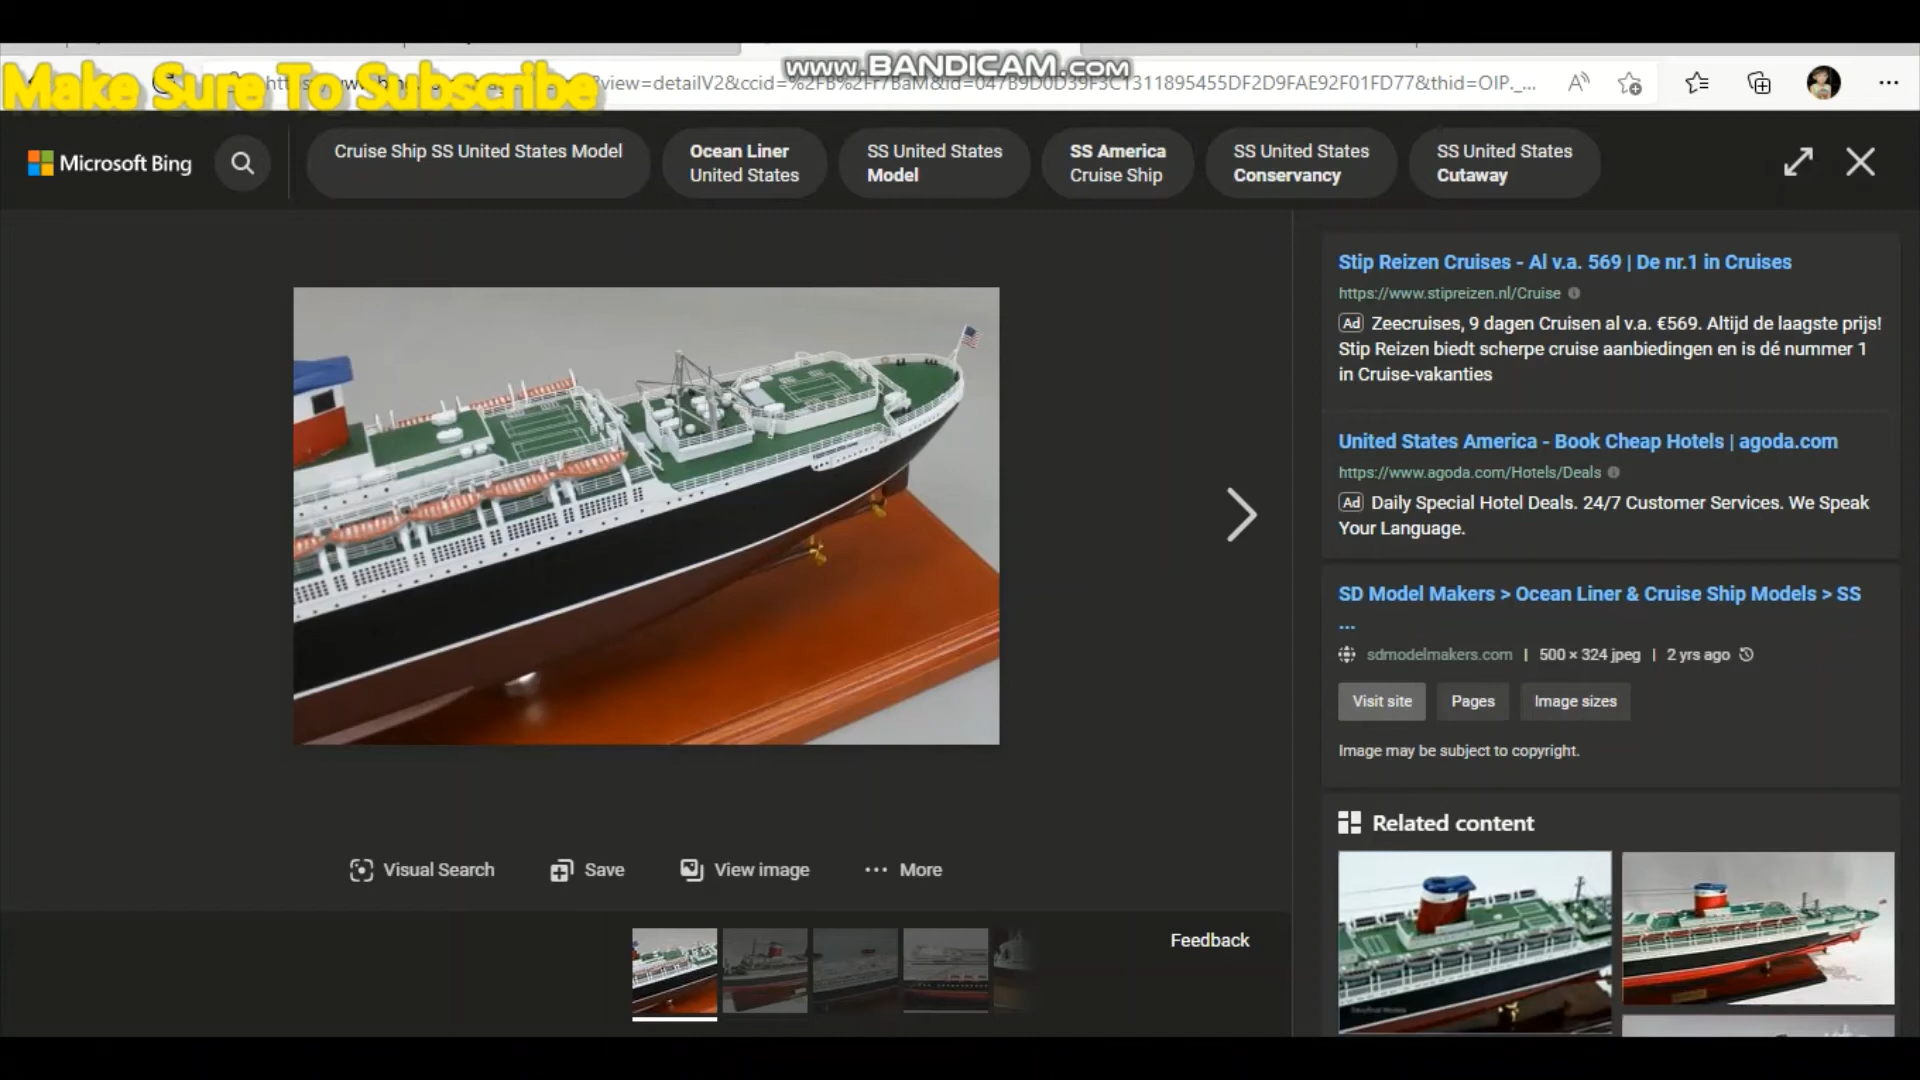 www.BANDICAM.com
Make Sure To Subscribe
view=detailV2&ccid=%2FB%2Fr7BaM&id=047B9D0D39F3C1311895455DF2D9FAE92F01FD77&thid=OIP._...
Microsoft Bing
Cruise Ship SS United States Model
Ocean Liner
United States
SS United States
Model
SS America
Cruise Ship
SS United States
Conservancy
SS United States
Cutaway
Stip Reizen Cruises - Al v.a. 569 | De nr.1 in Cruises
https://www.stipreizen.nl/Cruise
Ad Zeecruises, 9 dagen Cruisen al v.a. €569. Altijd de laagste prijs!
Stip Reizen biedt scherpe cruise aanbiedingen en is dé nummer 1
in Cruise-vakanties
United States America - Book Cheap Hotels | agoda.com
https://www.agoda.com/Hotels/Deals
Ad Daily Special Hotel Deals. 24/7 Customer Services. We Speak
Your Language.
SD Model Makers > Ocean Liner & Cruise Ship Models > SS
...
sdmodelmakers.com | 500 × 324 jpeg | 2 yrs ago
Visit site
Pages
Image sizes
Image may be subject to copyright.
Related content
Visual Search
Save
View image
More
Feedback